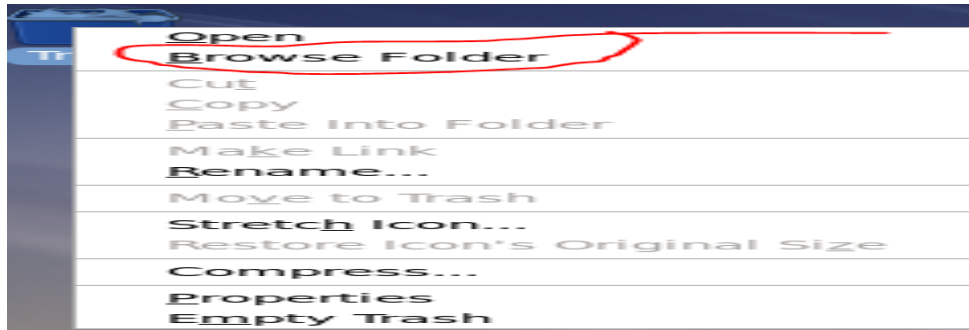 Tr
Open
Browse Folder
Cut
Copy
Paste Into Folder
Make Link
Rename...
Move to Trash
Stretch Icon...
Restore Icon's Original Size
Compress...
Properties
Empty Trash